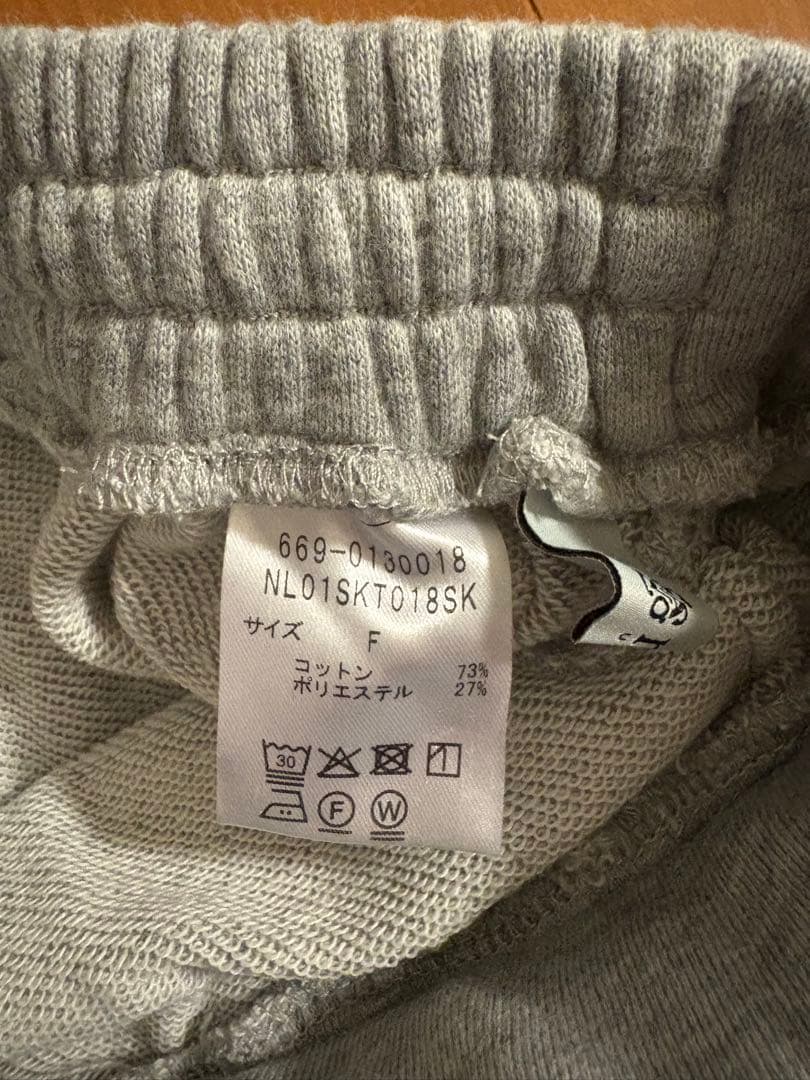 669-0130018
NL01SKT018SK
サイズ F
コットン 73%
ポリエステル 27%
30
F W